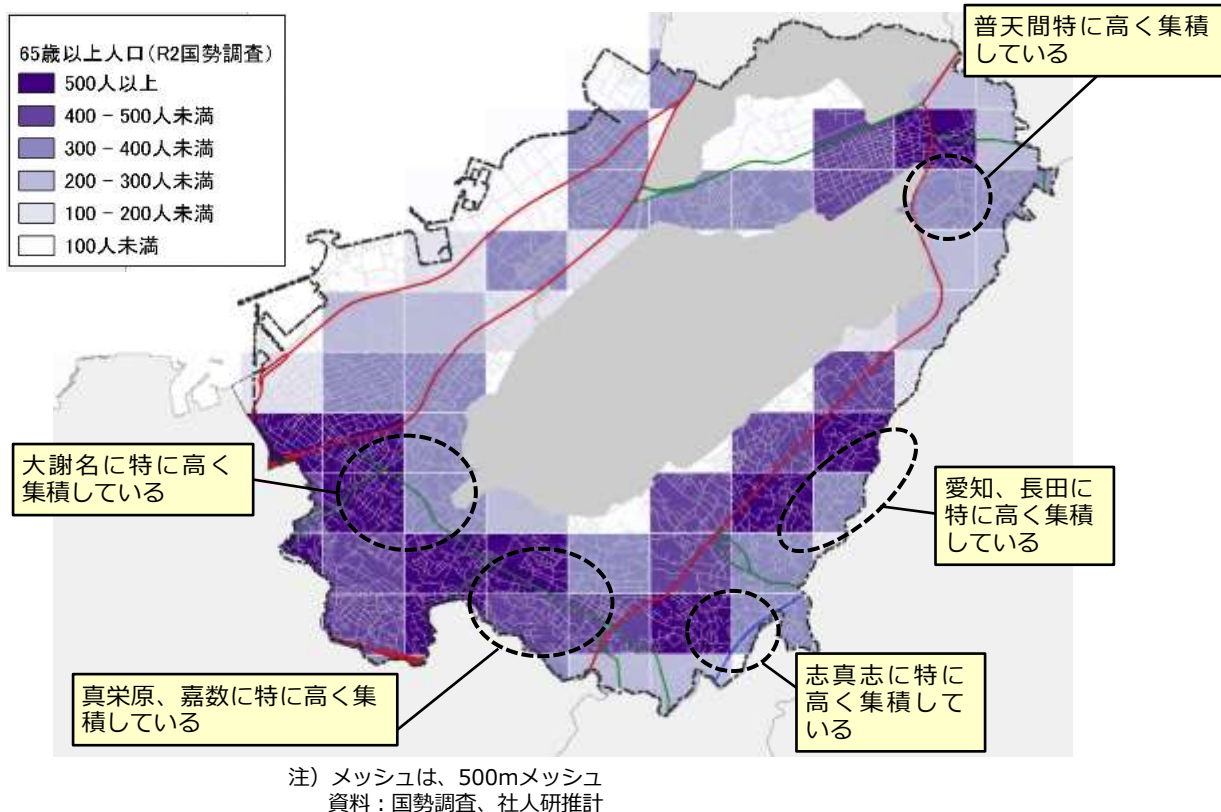 65歳以上人口（R2国勢調査）
500人以上
400 − 500人未満
300 − 400人未満
200 − 300人未満
100 − 200人未満
100人未満
普天間特に高く集積
している
大謝名に特に高く
集積している
愛知、長田に
特に高く集積
している
真栄原、嘉数に特に高く集
積している
志真志に特に
高く集積して
いる
注）メッシュは、500mメッシュ
資料：国勢調査、社人研推計